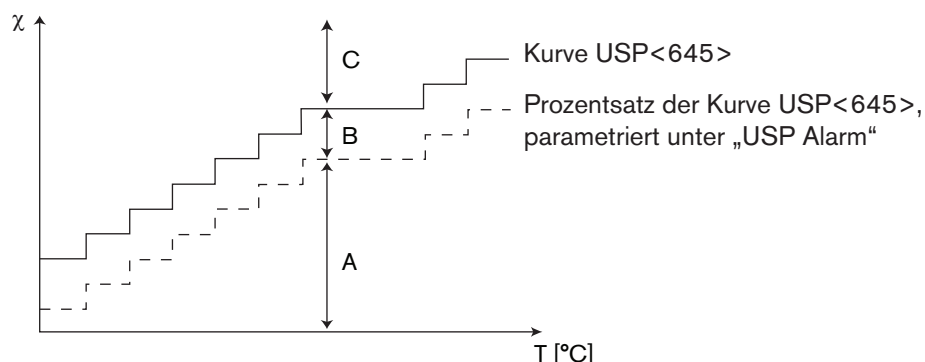 χ
C
Kurve USP<645>
Prozentsatz der Kurve USP<645>,
parametriert unter „USP Alarm“
B
A
T [°C]